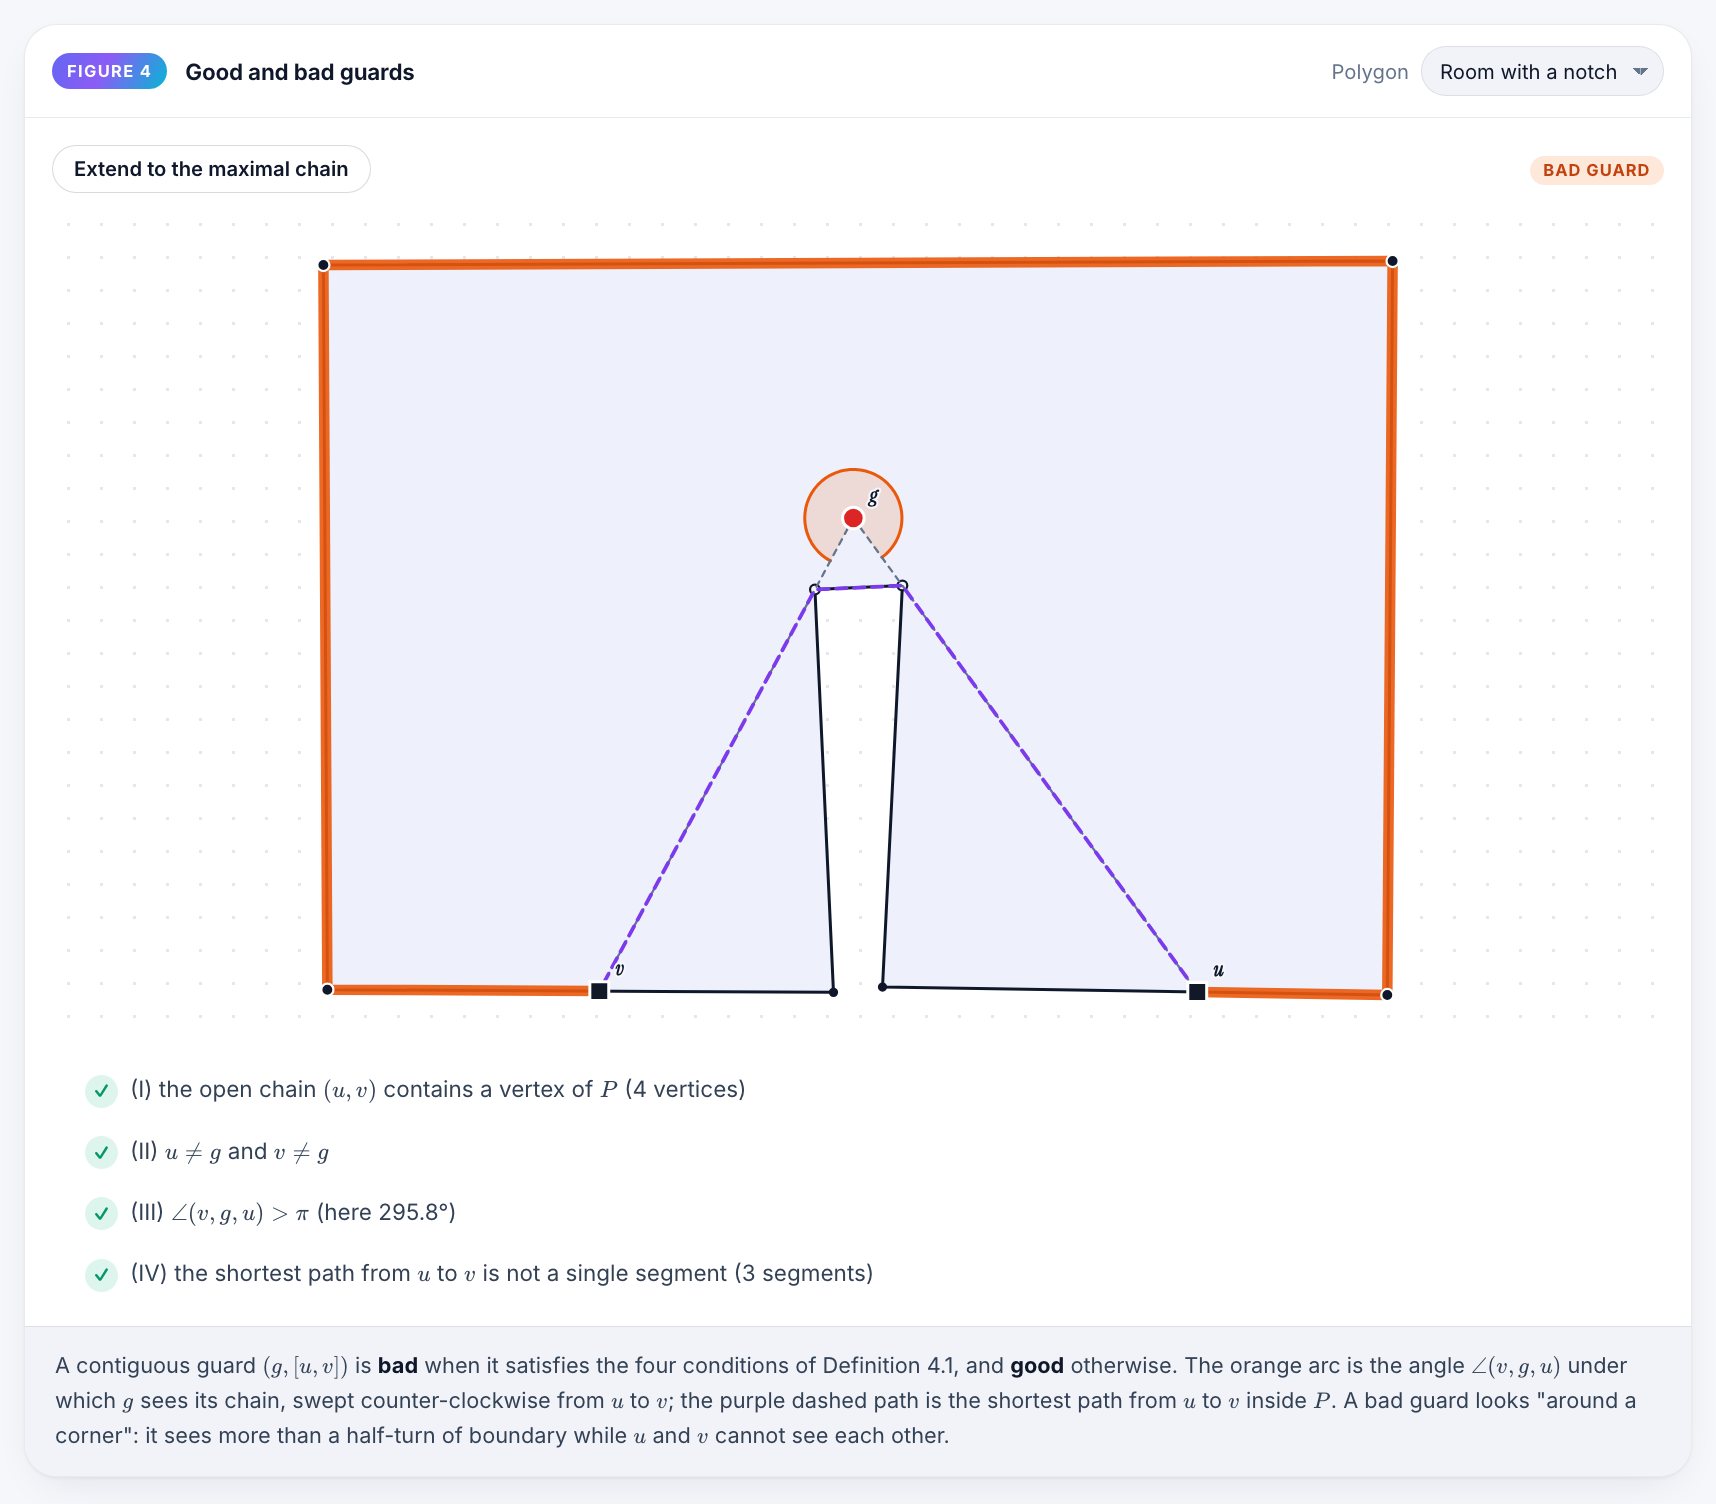 FIGURE 4 Good and bad guards Polygon Room with a notch
Extend to the maximal chain BAD GUARD
g
v
u
(I) the open chain (u, v) contains a vertex of P (4 vertices)
(II) u ≠ g and v ≠ g
(III) ∠(v, g, u) > π (here 295.8°)
(IV) the shortest path from u to v is not a single segment (3 segments)
A contiguous guard (g, [u, v]) is bad when it satisfies the four conditions of Definition 4.1, and good otherwise. The orange arc is the angle ∠(v, g, u) under
which g sees its chain, swept counter-clockwise from u to v; the purple dashed path is the shortest path from u to v inside P. A bad guard looks "around a
corner": it sees more than a half-turn of boundary while u and v cannot see each other.